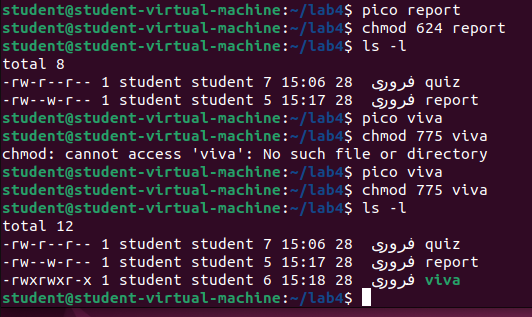 student@student-virtual-machine:~/lab4$ pico report
student@student-virtual-machine:~/lab4$ chmod 624 report
student@student-virtual-machine:~/lab4$ ls -l
total 8
-rw-r--r-- 1 student student 7 15:06 28 فروری quiz
-rw--w-r-- 1 student student 5 15:17 28 فروری report
student@student-virtual-machine:~/lab4$ pico viva
student@student-virtual-machine:~/lab4$ chmod 775 viva
chmod: cannot access 'viva': No such file or directory
student@student-virtual-machine:~/lab4$ pico viva
student@student-virtual-machine:~/lab4$ chmod 775 viva
student@student-virtual-machine:~/lab4$ ls -l
total 12
-rw-r--r-- 1 student student 7 15:06 28 فروری quiz
-rw--w-r-- 1 student student 5 15:17 28 فروری report
-rwxrwxr-x 1 student student 6 15:18 28 فروری viva
student@student-virtual-machine:~/lab4$